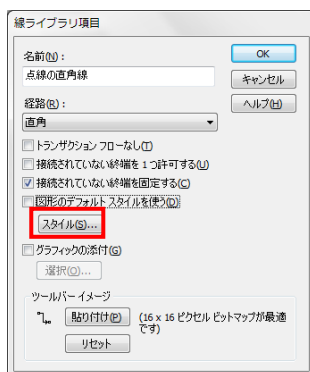 線ライブラリ項目
名前(N)：
点線の直角線
OK
キャンセル
ヘルプ(H)
経路(R)：
直角
トランザクション フローなし(T)
接続されていない終端を 1 つ許可する(U)
接続されていない終端を固定する(C)
図形のデフォルト スタイルを使う(D)
スタイル(S)...
グラフィックの添付(G)
選択(O)...
ツールバー イメージ
貼り付け(P)
(16 x 16 ピクセル ビットマップが最適
です)
リセット